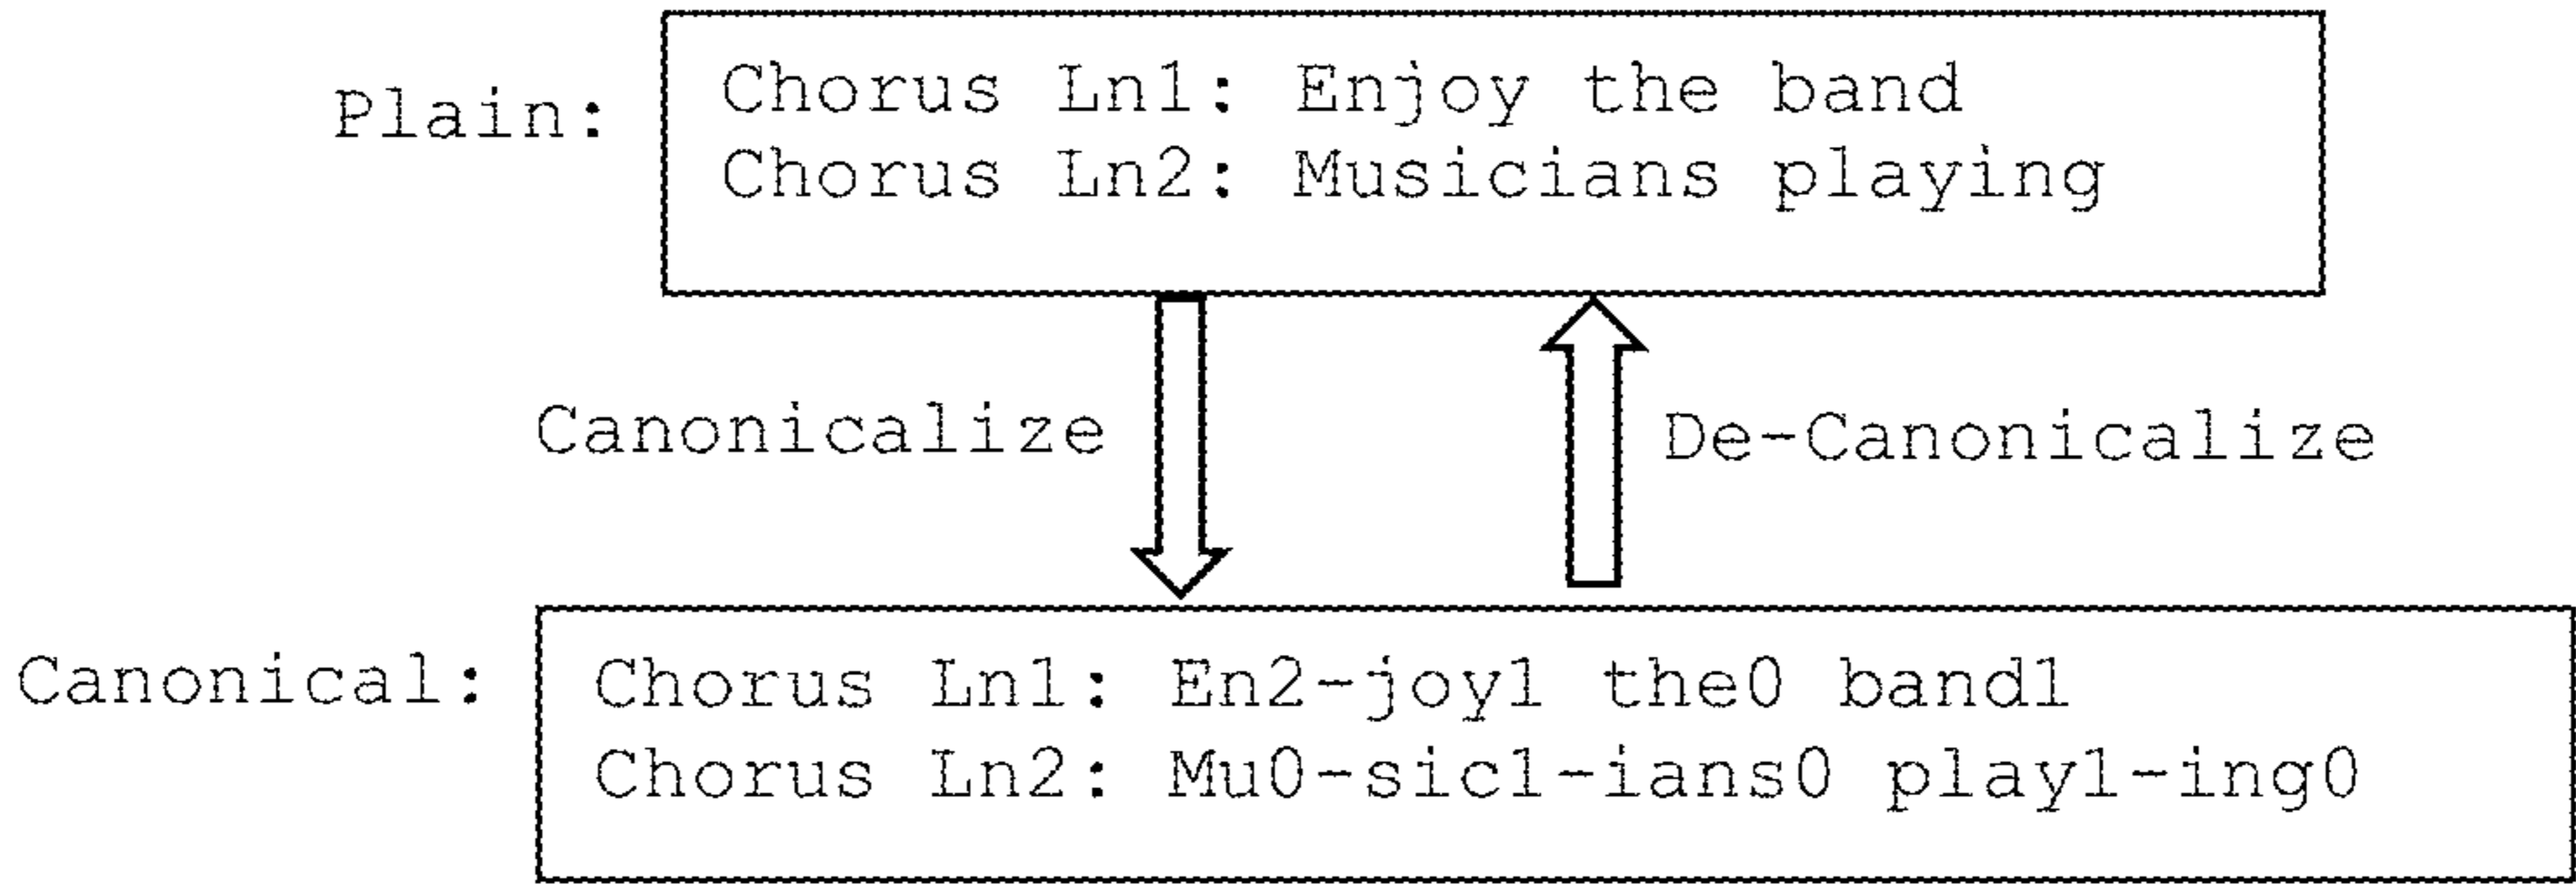 Plain:
Chorus Ln1: Enjoy the band
Chorus Ln2: Musicians playing
Canonicalize
De-Canonicalize
Canonical:
Chorus Ln1: En2-joy1 the0 band1
Chorus Ln2: Mu0-sic1-ians0 play1-ing0